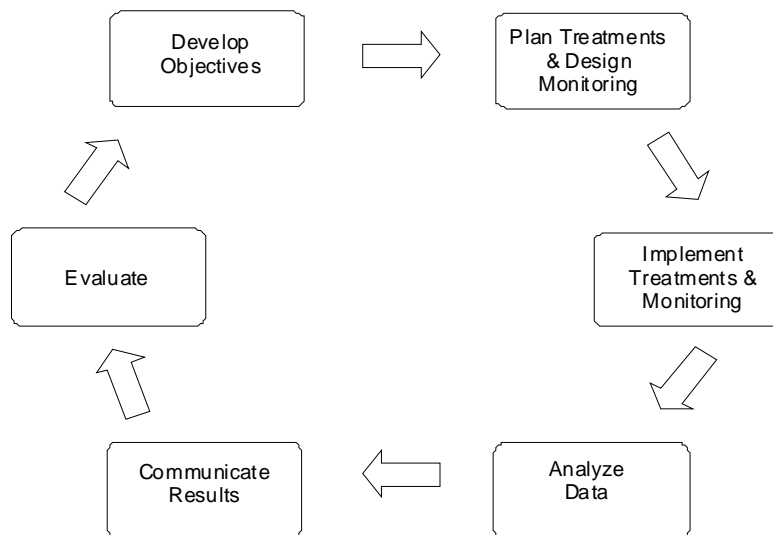 Develop
Objectives
Plan Treatments
& Design
Monitoring
Implement
Treatments &
Monitoring
Analyze
Data
Communicate
Results
Evaluate